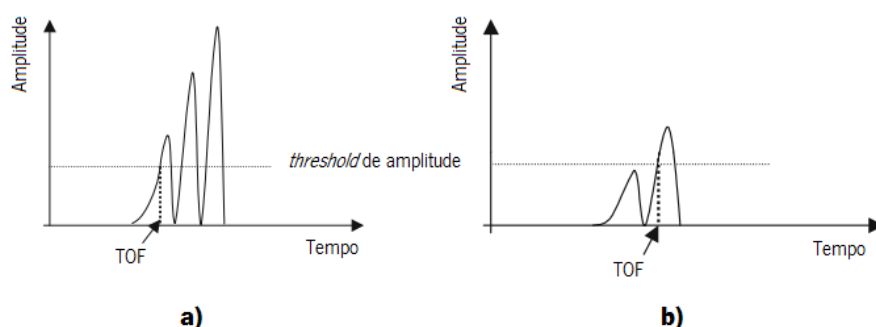 Amplitude
threshold de amplitude
TOF
Tempo
a)
Amplitude
TOF
Tempo
b)